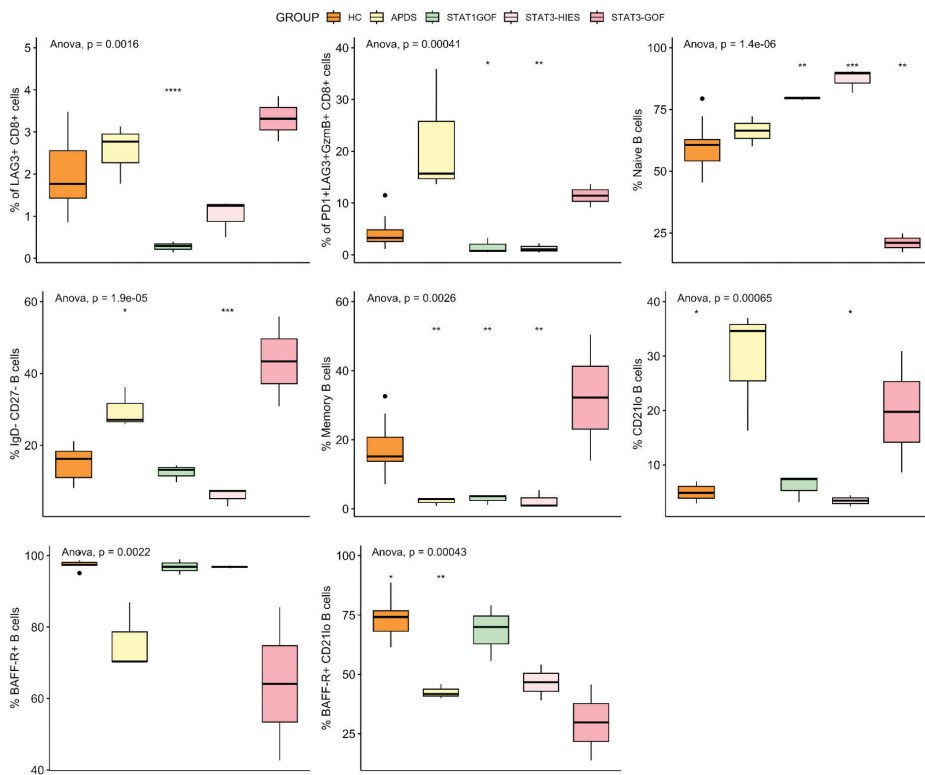 GROUP HC APDS STAT1GOF STAT3-HIES STAT3-GOF
Anova, p = 0.0016
% of LAG3+ CD8+ cells
5
4
3
2
1
0
****
Anova, p = 0.00041
% of PD1+LAG3+GzmB+ CD8+ cells
40
30
20
10
0
*
**
Anova, p = 1.4e-06
% Naive B cells
100
75
50
25
**
***
**
Anova, p = 1.9e-05
% IgD- CD27- B cells
60
40
20
*
***
Anova, p = 0.0026
% Memory B cells
60
40
20
0
**
**
**
Anova, p = 0.00065
% CD21lo B cells
40
30
20
10
*
*
Anova, p = 0.0022
% BAFF-R+ B cells
100
80
60
40
Anova, p = 0.00043
% BAFF-R+ CD21lo B cells
100
75
50
25
*
**